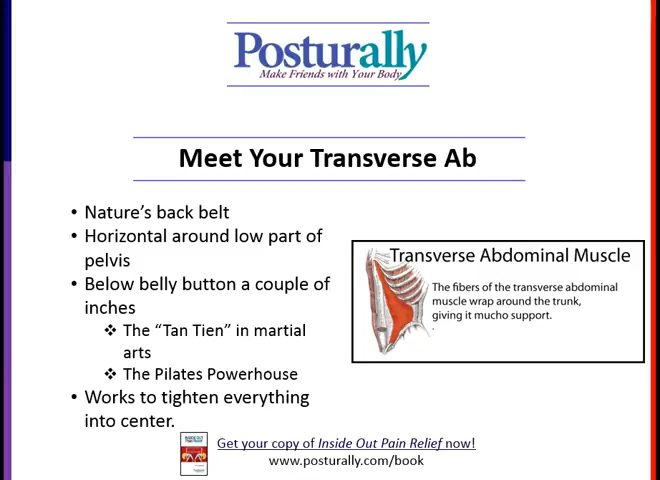 Posturally
Make Friends with Your Body
Meet Your Transverse Ab
• Nature's back belt
• Horizontal around low part of
pelvis
• Below belly button a couple of
inches
❖ The "Tan Tien" in martial
arts
❖ The Pilates Powerhouse
• Works to tighten everything
into center.
Transverse Abdominal Muscle
The fibers of the transverse abdominal
muscle wrap around the trunk,
giving it mucho support.
Get your copy of Inside Out Pain Relief now!
www.posturally.com/book